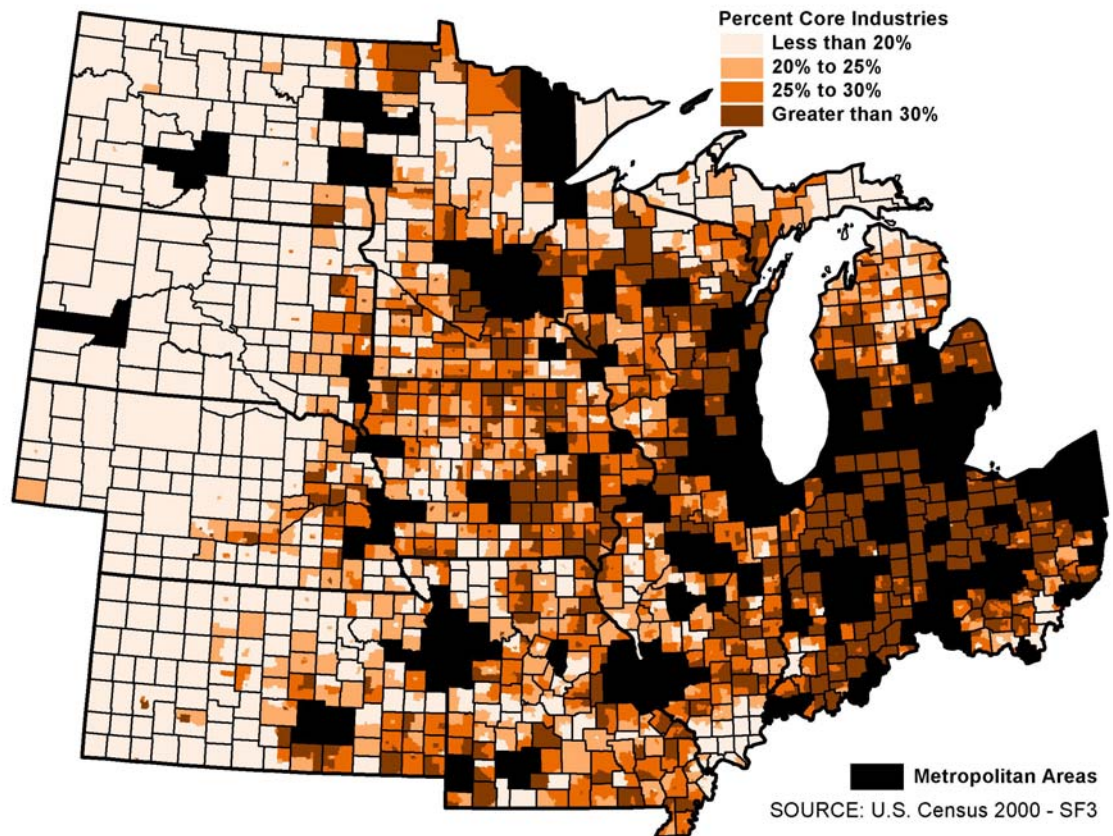 Percent Core Industries
Less than 20%
20% to 25%
25% to 30%
Greater than 30%
Metropolitan Areas
SOURCE: U.S. Census 2000 - SF3